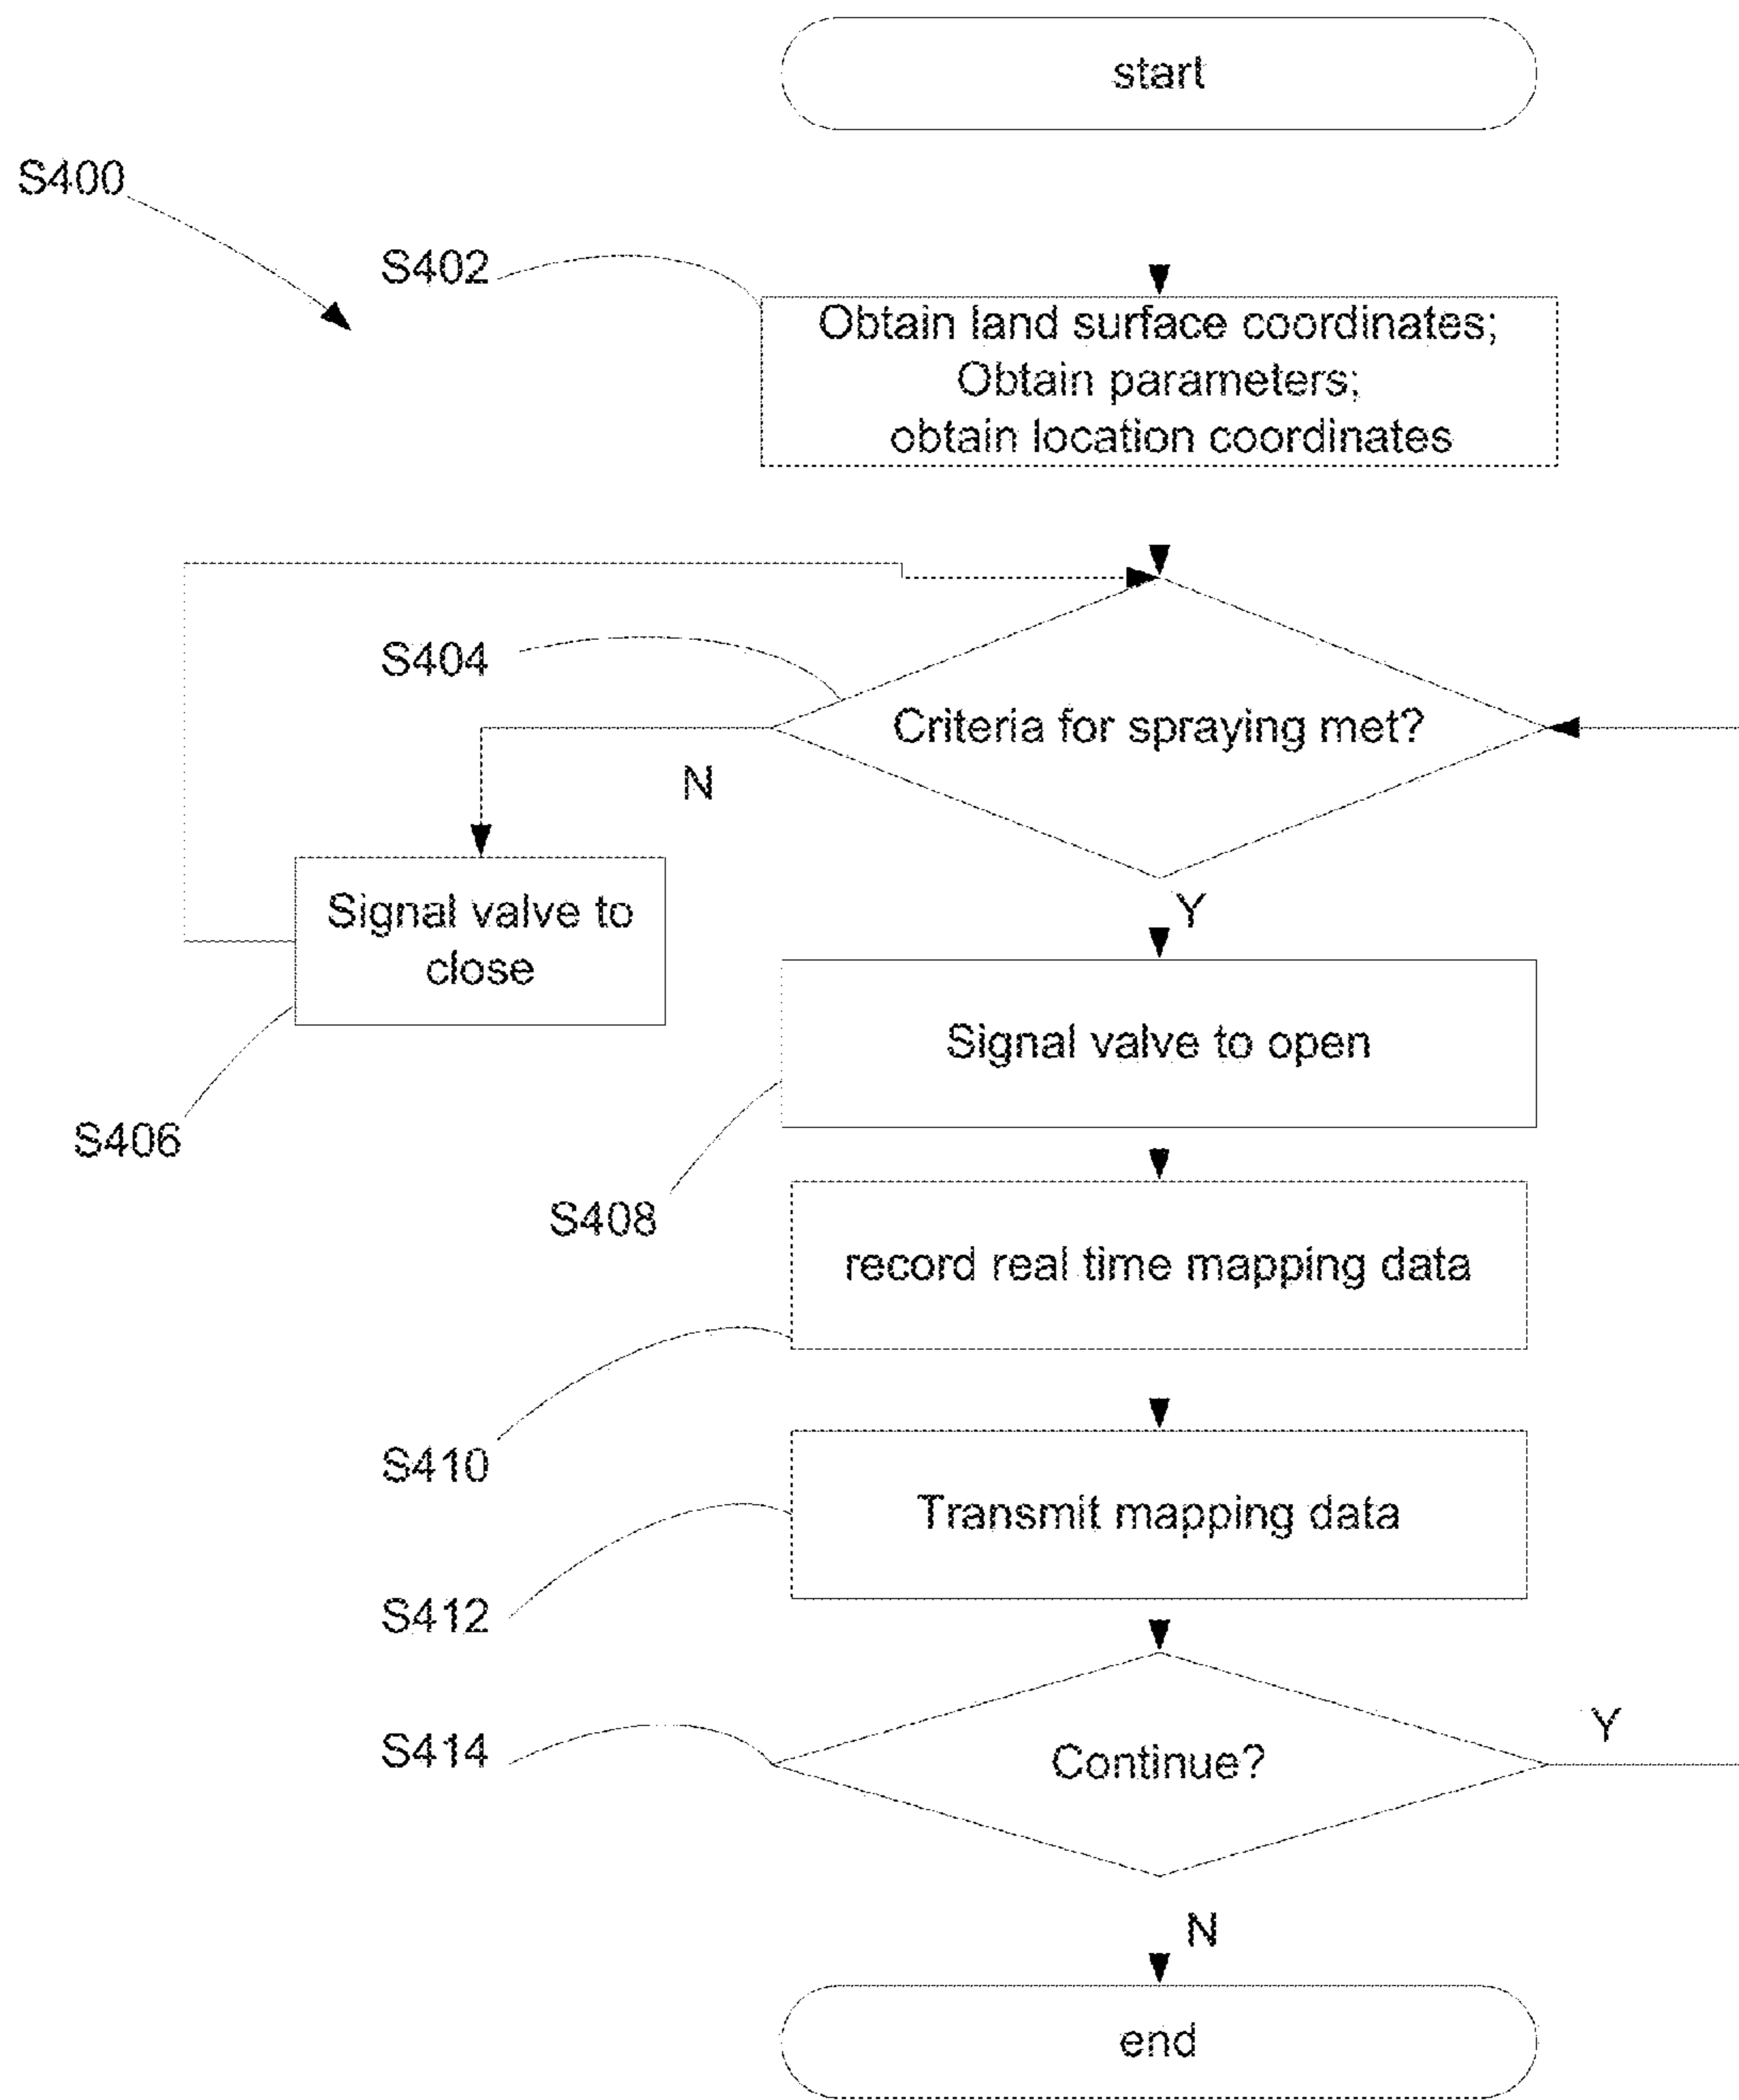 start
S400
S402
Obtain land surface coordinates;
Obtain parameters;
obtain location coordinates
S404
Criteria for spraying met?
N
Signal valve to
close
Y
Signal valve to open
S406
S408
record real time mapping data
S410
Transmit mapping data
S412
S414
Continue?
Y
N
end